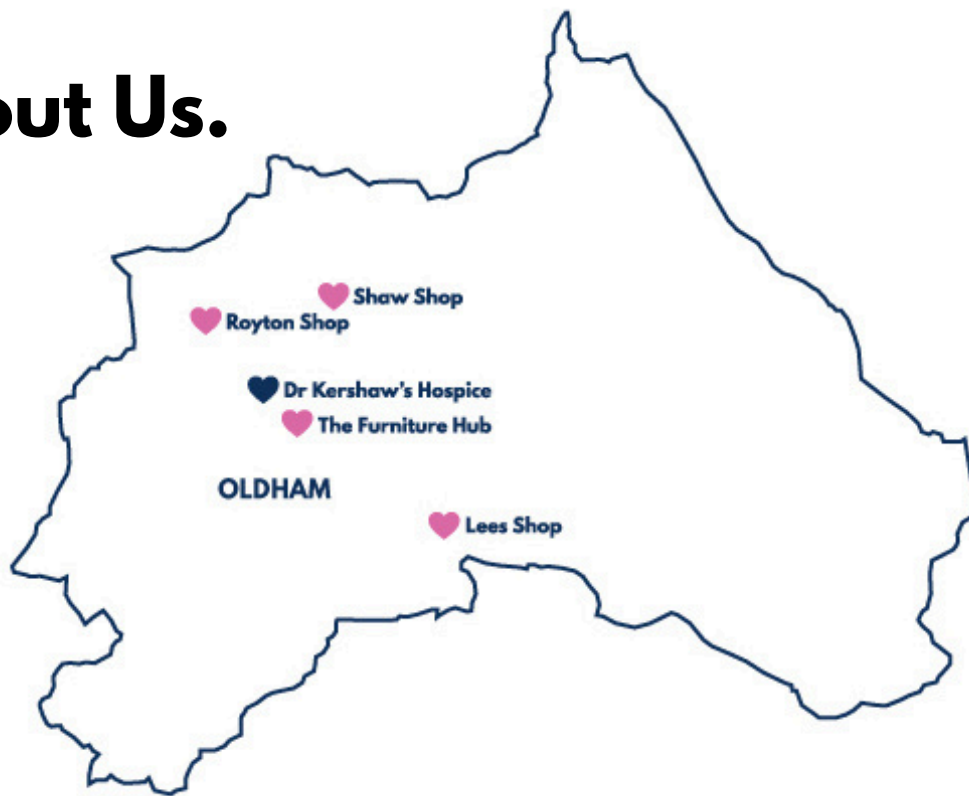 out Us.
Shaw Shop
Royton Shop
Dr Kershaw's Hospice
The Furniture Hub
OLDHAM
Lees Shop